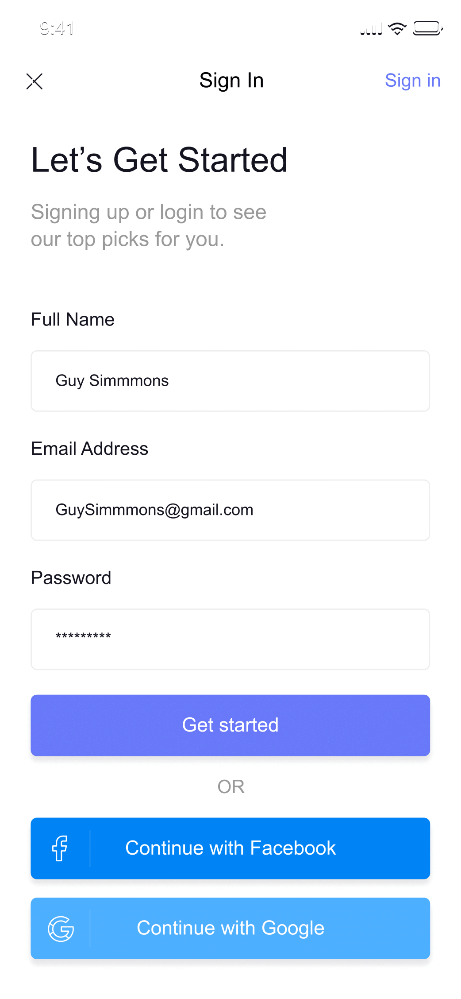 9:41
Sign In
Sign in
Let’s Get Started
Signing up or login to see
our top picks for you.
Full Name
Guy Simmmons
Email Address
GuySimmmons@gmail.com
Password
*********
Get started
OR
Continue with Facebook
Continue with Google